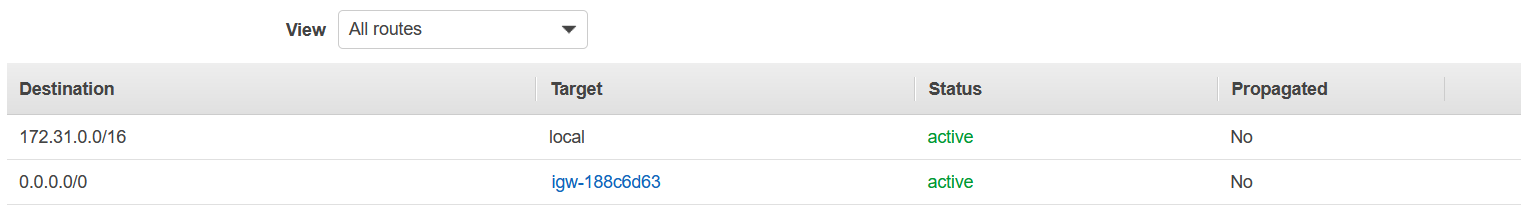 View All routes
Destination Target Status Propagated
172.31.0.0/16 local active No
0.0.0.0/0 igw-188c6d63 active No